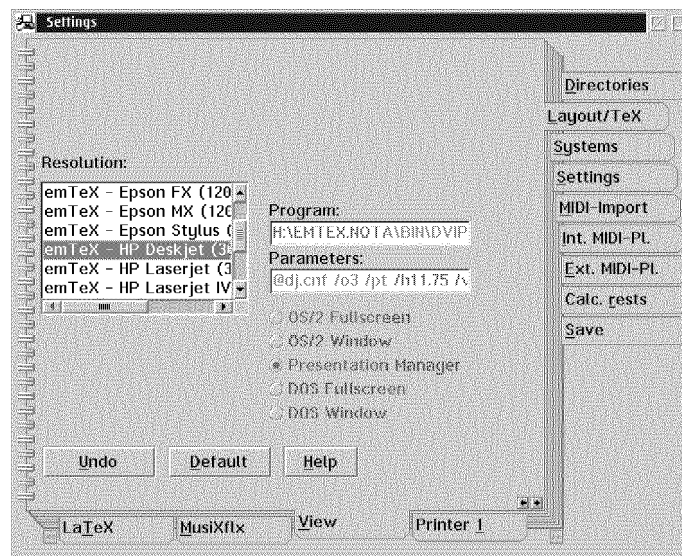 Settings
Directories
Layout/TeX
Systems
Settings
MIDI-Import
Int. MIDI-Pl.
Ext. MIDI-Pl.
Calc. rests
Save
Resolution:
emTeX - Epson FX (120
emTeX - Epson MX (120
emTeX - Epson Stylus (
emTeX - HP Deskjet (30
emTeX - HP Laserjet (3
emTeX - HP Laserjet IV
Program:
H:\EMTEX.NOTA\BIN\DVIP
Parameters:
@dj.cnf /o3 /pt /h11.75 /v
OS/2 Fullscreen
OS/2 Window
Presentation Manager
DOS Fullscreen
DOS Window
Undo
Default
Help
LaTeX
MusiXflx
View
Printer 1